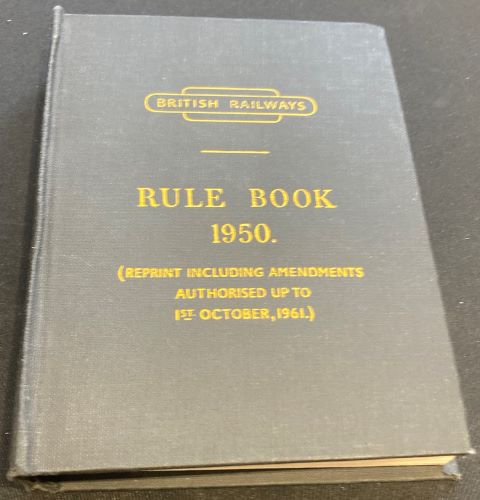 BRITISH RAILWAYS
RULE BOOK
1950.
(REPRINT INCLUDING AMENDMENTS
AUTHORISED UP TO
1ST OCTOBER, 1961.)